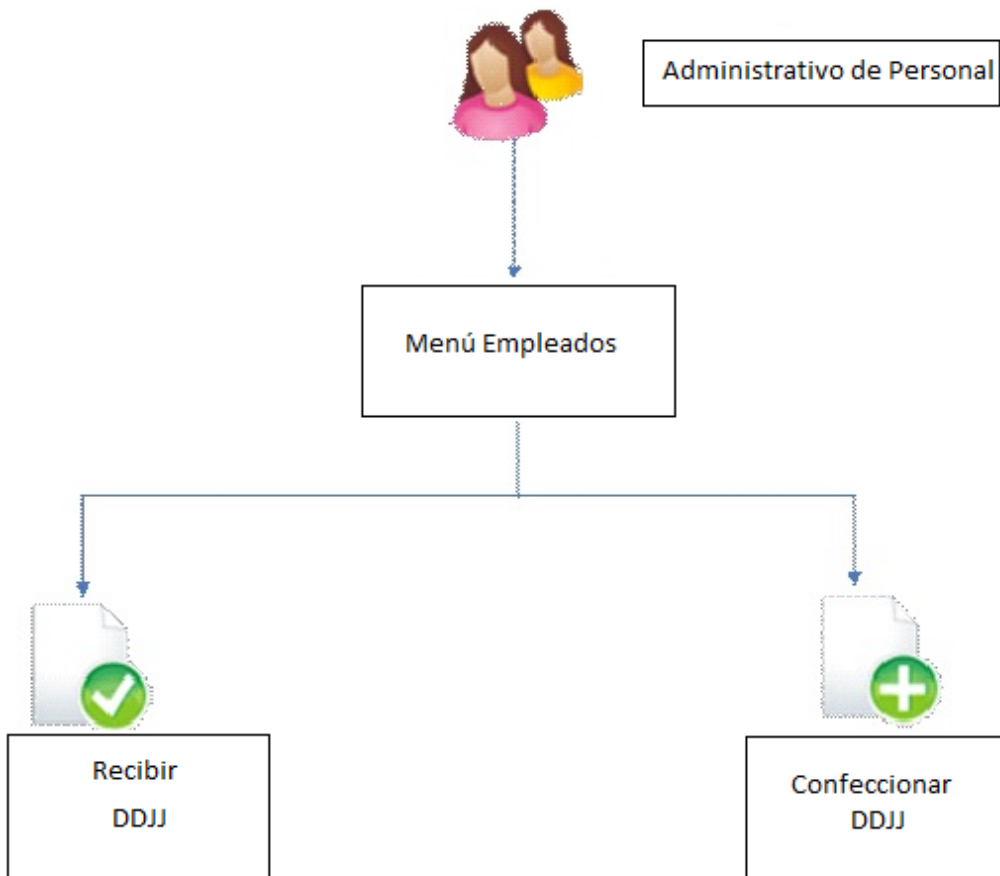 Administrativo de Personal
Menú Empleados
Recibir
DDJJ
Confeccionar
DDJJ